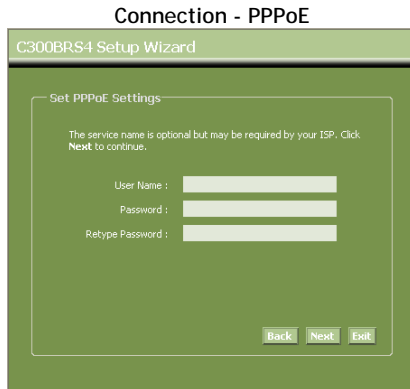 Connection - PPPoE
C300BRS4 Setup Wizard
Set PPPoE Settings
The service name is optional but may be required by your ISP. Click
Next to continue.
User Name :
Password :
Retype Password :
Back Next Exit